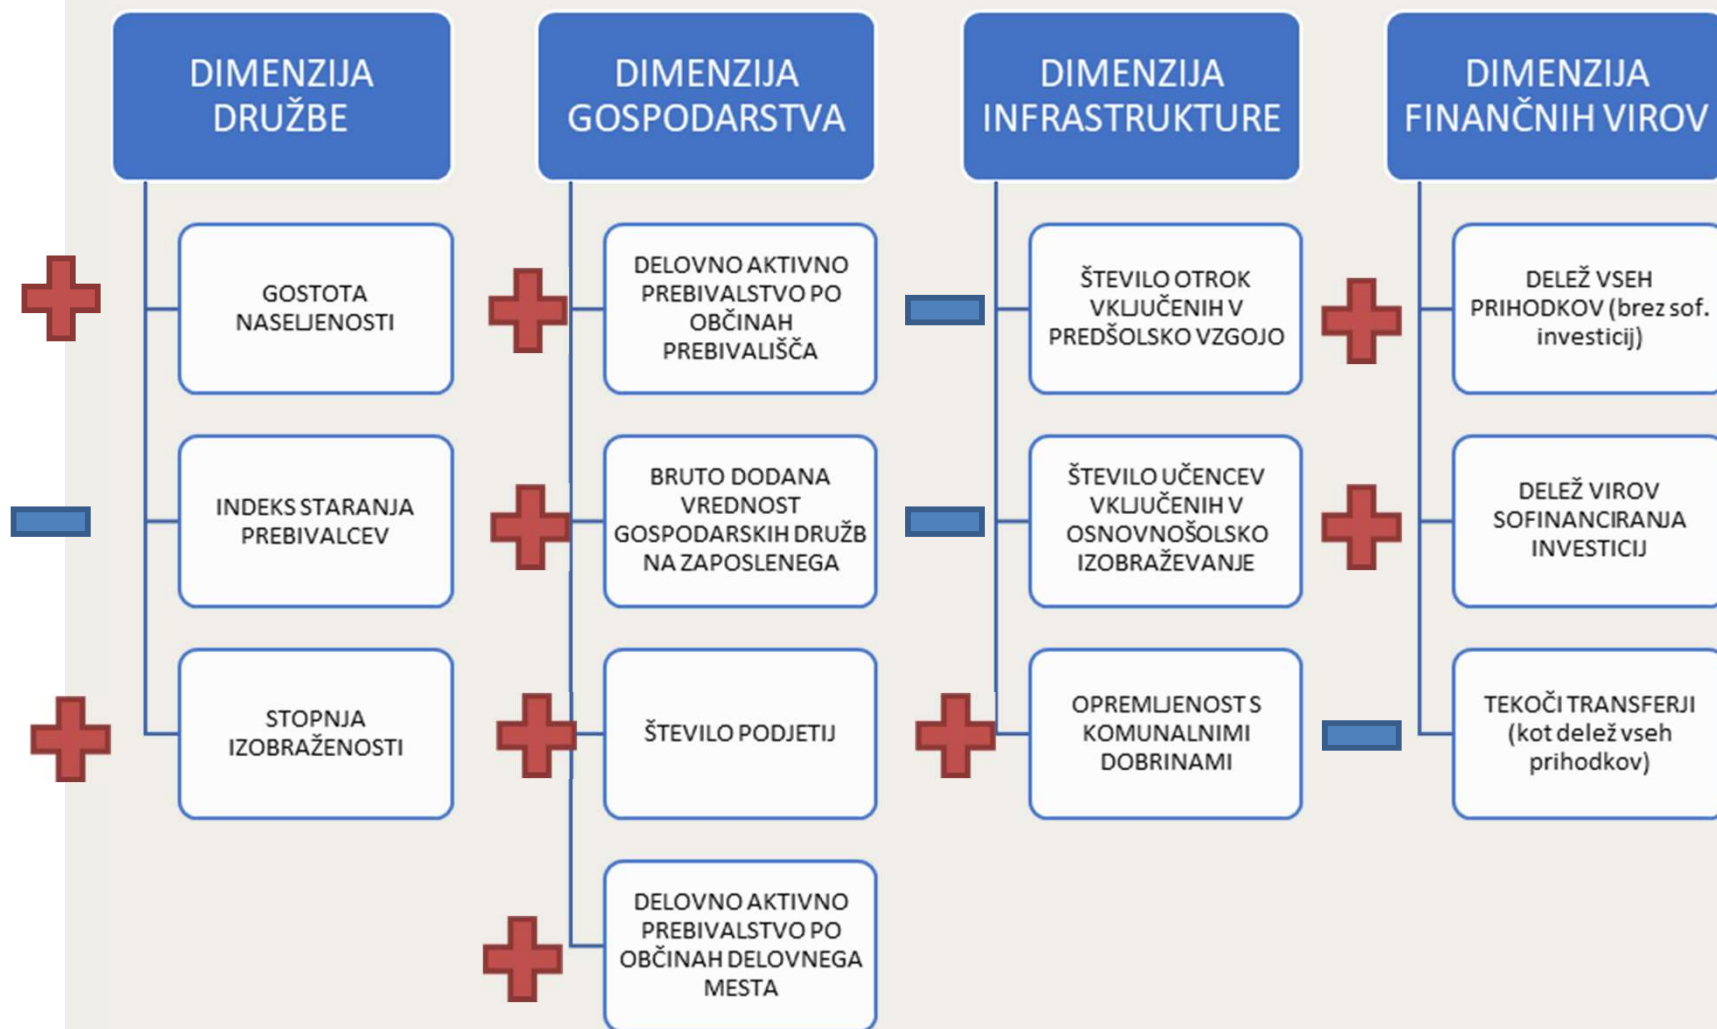 DIMENZIJA
DRUŽBE
GOSTOTA
NASELJENOSTI
INDEKS STARANJA
PREBIVALCEV
STOPNJA
IZOBRAŽENOSTI
DIMENZIJA
GOSPODARSTVA
DELOVNO AKTIVNO
PREBIVALSTVO PO
OBČINAH
PREBIVALIŠČA
BRUTO DODANA
VREDNOST
GOSPODARSKIH DRUŽB
NA ZAPOSLENEGA
ŠTEVILO PODJETIJ
DELOVNO AKTIVNO
PREBIVALSTVO PO
OBČINAH DELOVNEGA
MESTA
DIMENZIJA
INFRASTRUKTURE
ŠTEVILO OTROK
VKLJUČENIH V
PREDŠOLSKO VZGOJO
ŠTEVILO UČENCEV
VKLJUČENIH V
OSNOVNOŠOLSKO
IZOBRAŽEVANJE
OPREMLJENOST S
KOMUNALNIMI
DOBRINAMI
DIMENZIJA
FINANČNIH VIROV
DELEŽ VSEH
PRIHODKOV (brez sof.
investicij)
DELEŽ VIROV
SOFINANCIRANJA
INVESTICIJ
TEKOČI TRANSFERJI
(kot delež vseh
prihodkov)